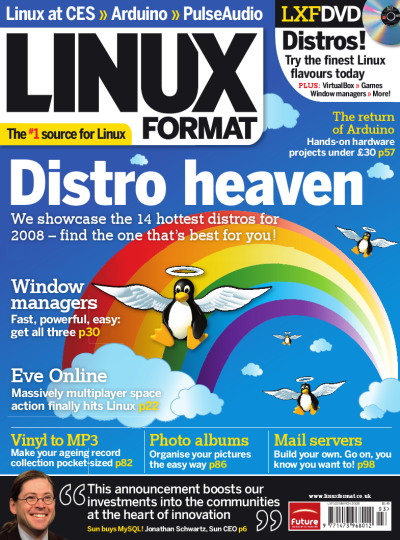 Linux at CES » Arduino » PulseAudio
LXFDVD
Distros!
Try the finest Linux
flavours today
PLUS: VirtualBox » Games
Window managers » More!
LINUX
FORMAT
The #1 source for Linux
The return
of Arduino
Hands-on hardware
projects under £30 p57
Distro heaven
We showcase the 14 hottest distros for
2008 – find the one that's best for you!
Window
managers
Fast, powerful, easy:
get all three p30
Eve Online
Massively multiplayer space
action finally hits Linux p22
Vinyl to MP3
Make your ageing record
collection pocket-sized p82
Photo albums
Organise your pictures
the easy way p86
Mail servers
Build your own. Go on, you
know you want to! p98
“This announcement boosts our
investments into the communities
at the heart of innovation”
Sun buys MySQL! Jonathan Schwartz, Sun CEO p6
www.linuxformat.co.uk
future
03
9 771473 968012